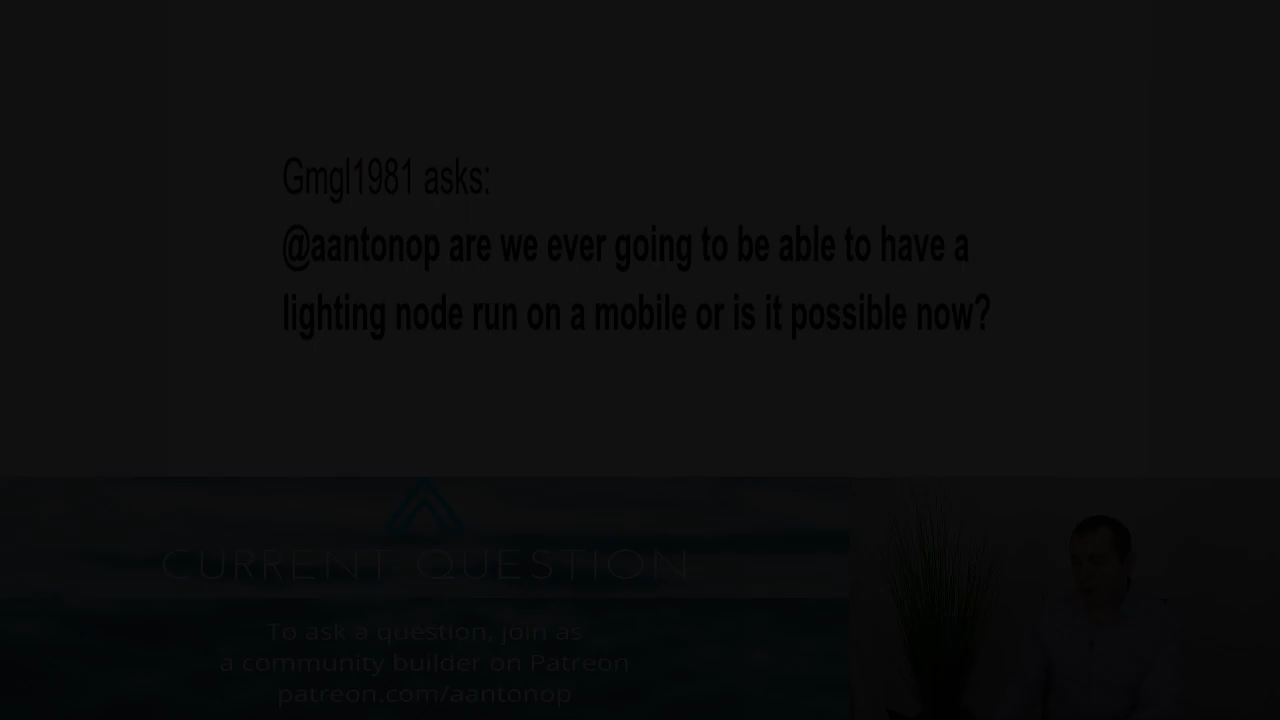 Gmgl1981 asks:
@aantonop are we ever going to be able to have a
lighting node run on a mobile or is it possible now?
CURRENT QUESTION
To ask a question, join as
a community builder on Patreon
patreon.com/aantonop